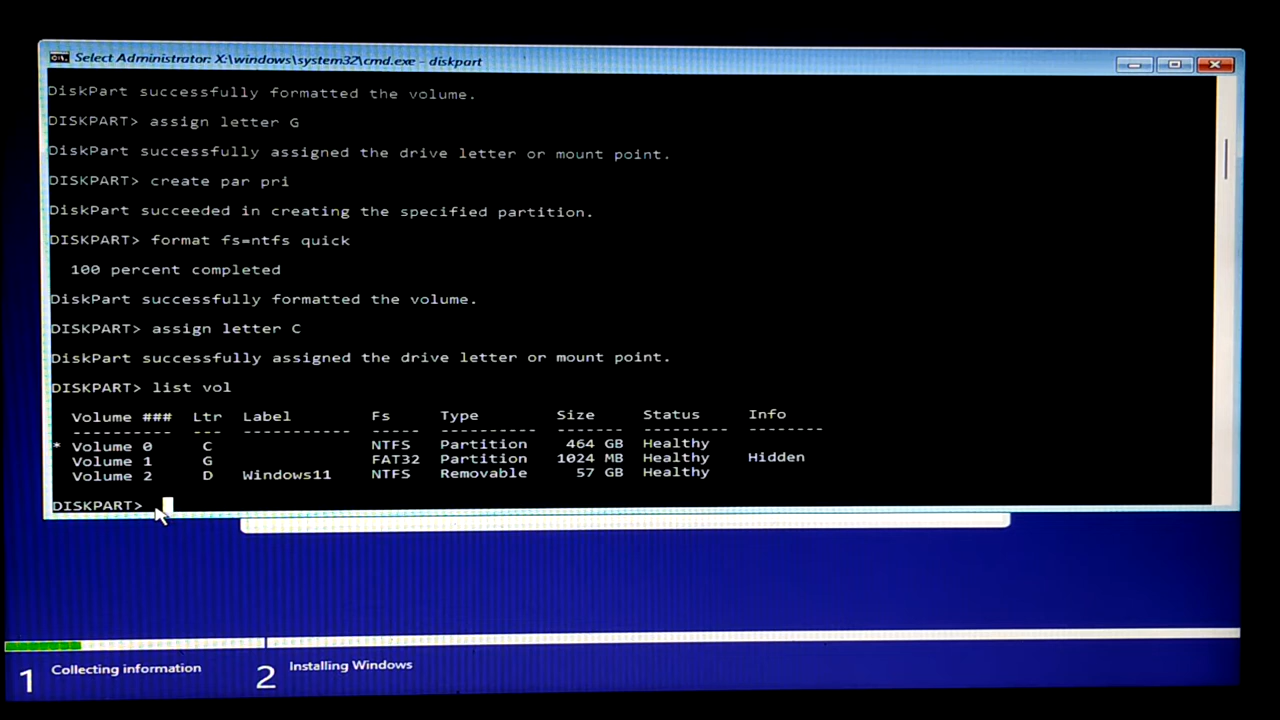 Select Administrator: X:\windows\system32\cmd.exe - diskpart
DiskPart successfully formatted the volume.
DISKPART> assign letter G
DiskPart successfully assigned the drive letter or mount point.
DISKPART> create par pri
DiskPart succeeded in creating the specified partition.
DISKPART> format fs=ntfs quick
100 percent completed
DiskPart successfully formatted the volume.
DISKPART> assign letter C
DiskPart successfully assigned the drive letter or mount point.
DISKPART> list vol
Volume ### Ltr Label Fs Type Size Status Info
---------- --- ----------- ----- ---------- ------- --------- --------
* Volume 0 C NTFS Partition 464 GB Healthy
Volume 1 G FAT32 Partition 1024 MB Healthy Hidden
Volume 2 D Windows11 NTFS Removable 57 GB Healthy
DISKPART>
1 Collecting information 2 Installing Windows